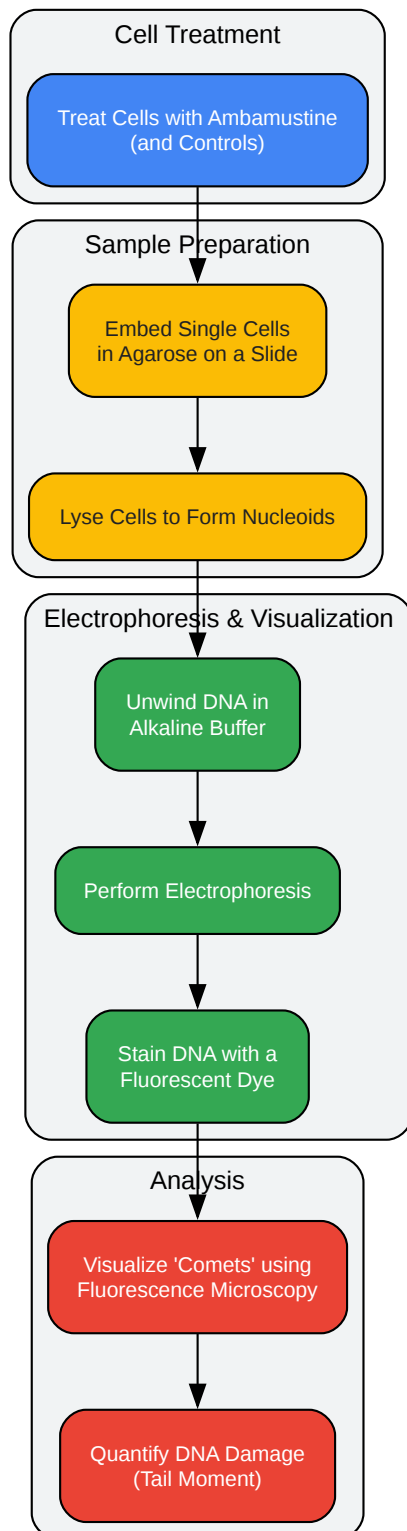 Cell Treatment
Treat Cells with Ambamustine
(and Controls)
Sample Preparation
Embed Single Cells
in Agarose on a Slide
Lyse Cells to Form Nucleoids
Electrophoresis & Visualization
Unwind DNA in
Alkaline Buffer
Perform Electrophoresis
Stain DNA with a
Fluorescent Dye
Analysis
Visualize 'Comets' using
Fluorescence Microscopy
Quantify DNA Damage
(Tail Moment)